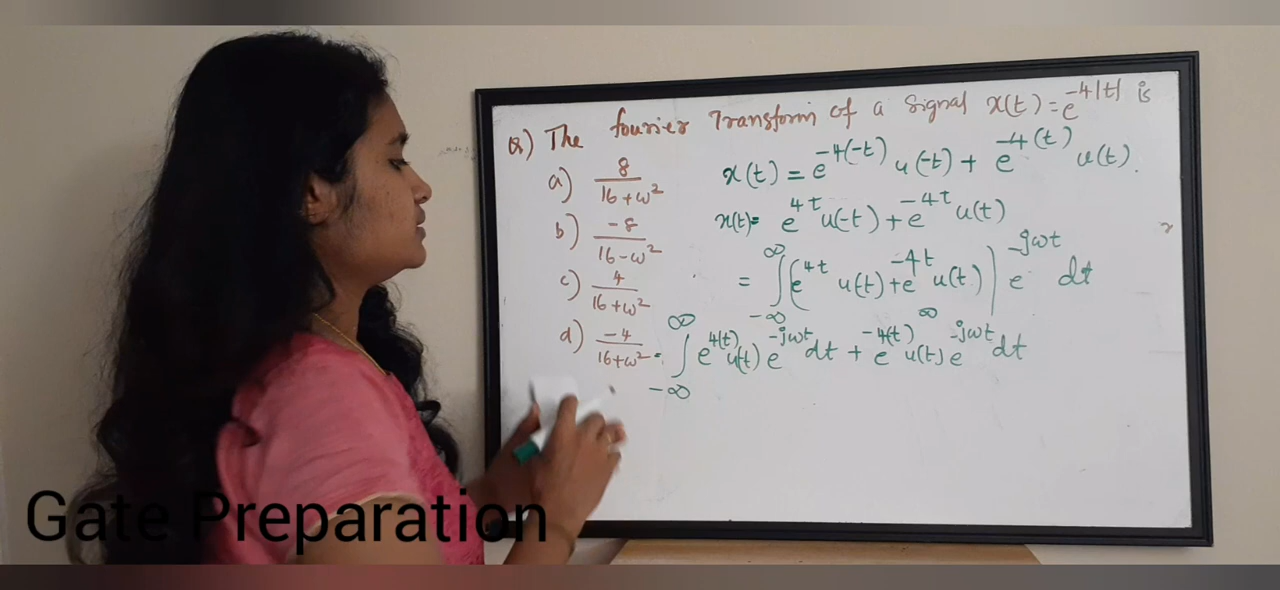 Q) The fourier Transform of a signal x(t)=e^{-4|t|} is
a) 8/(16+ω²)
b) -8/(16-ω²)
c) 4/(16+ω²)
d) -4/(16+ω²)
x(t) = e^{-4(-t)} u(-t) + e^{-4(t)} u(t).
x(t)= e^{4t} u(-t) + e^{-4t} u(t)
= ∫_{-∞}^{∞} (e^{4t} u(t) + e^{-4t} u(t)) e^{-jωt} dt
= ∫_{-∞}^{∞} e^{4(t)} u(t) e^{-jωt} dt + e^{-4(t)} u(t) e^{-jωt} dt
∞
Gate Preparation